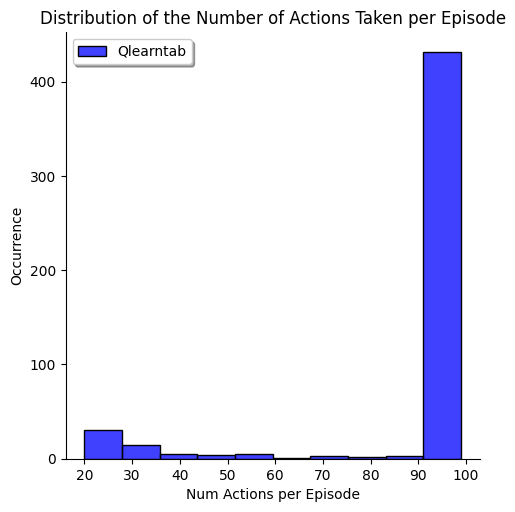 Distribution of the Number of Actions Taken per Episode
Qlearntab
400
300
200
100
0
Occurrence
20 30 40 50 60 70 80 90 100
Num Actions per Episode